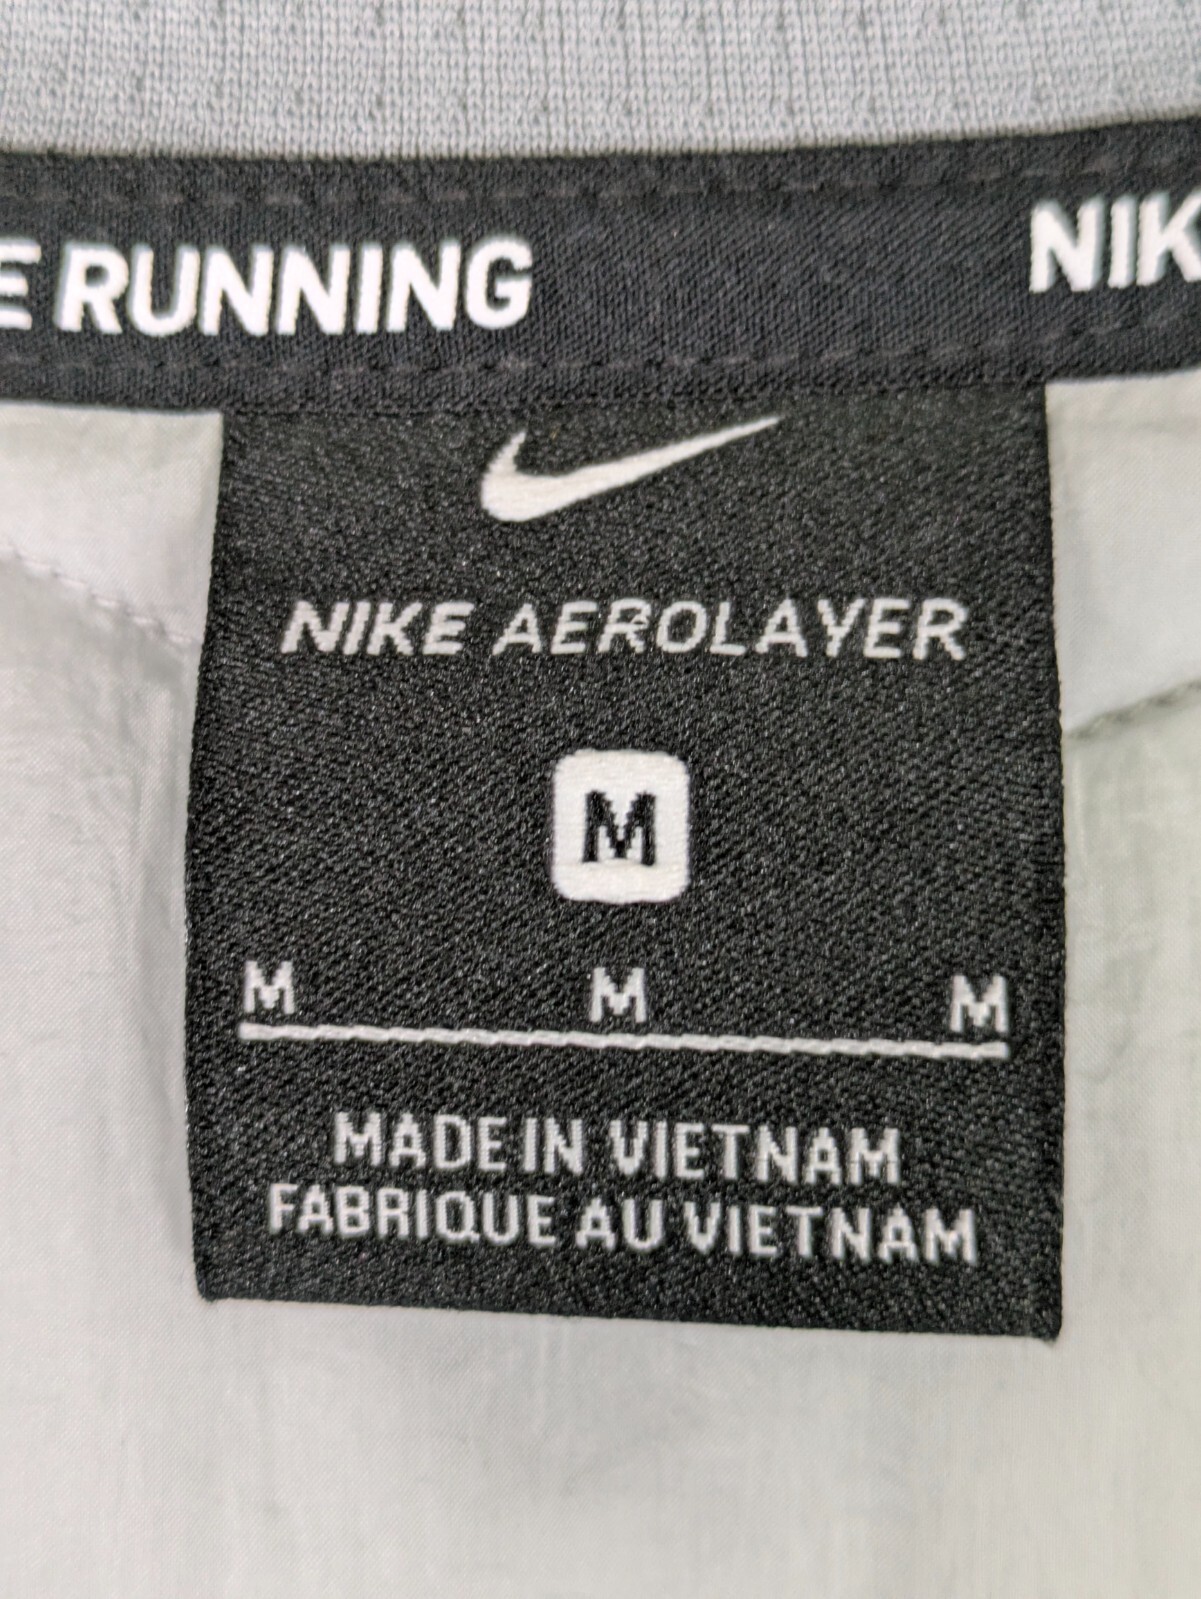 E RUNNING NIK
NIKE AEROLAYER
M
M M M
MADE IN VIETNAM
FABRIQUE AU VIETNAM